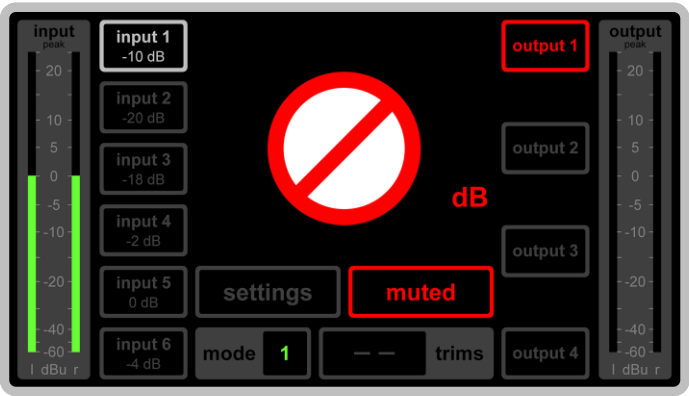 input
peak
20
10
5
0
-5
-10
-20
-40
-60
l dBu r
input 1
-10 dB
input 2
-20 dB
input 3
-18 dB
input 4
-2 dB
input 5
0 dB
input 6
-4 dB
dB
settings
muted
mode 1
– – trims
output 1
output 2
output 3
output 4
output
peak
20
10
5
0
-5
-10
-20
-40
-60
l dBu r